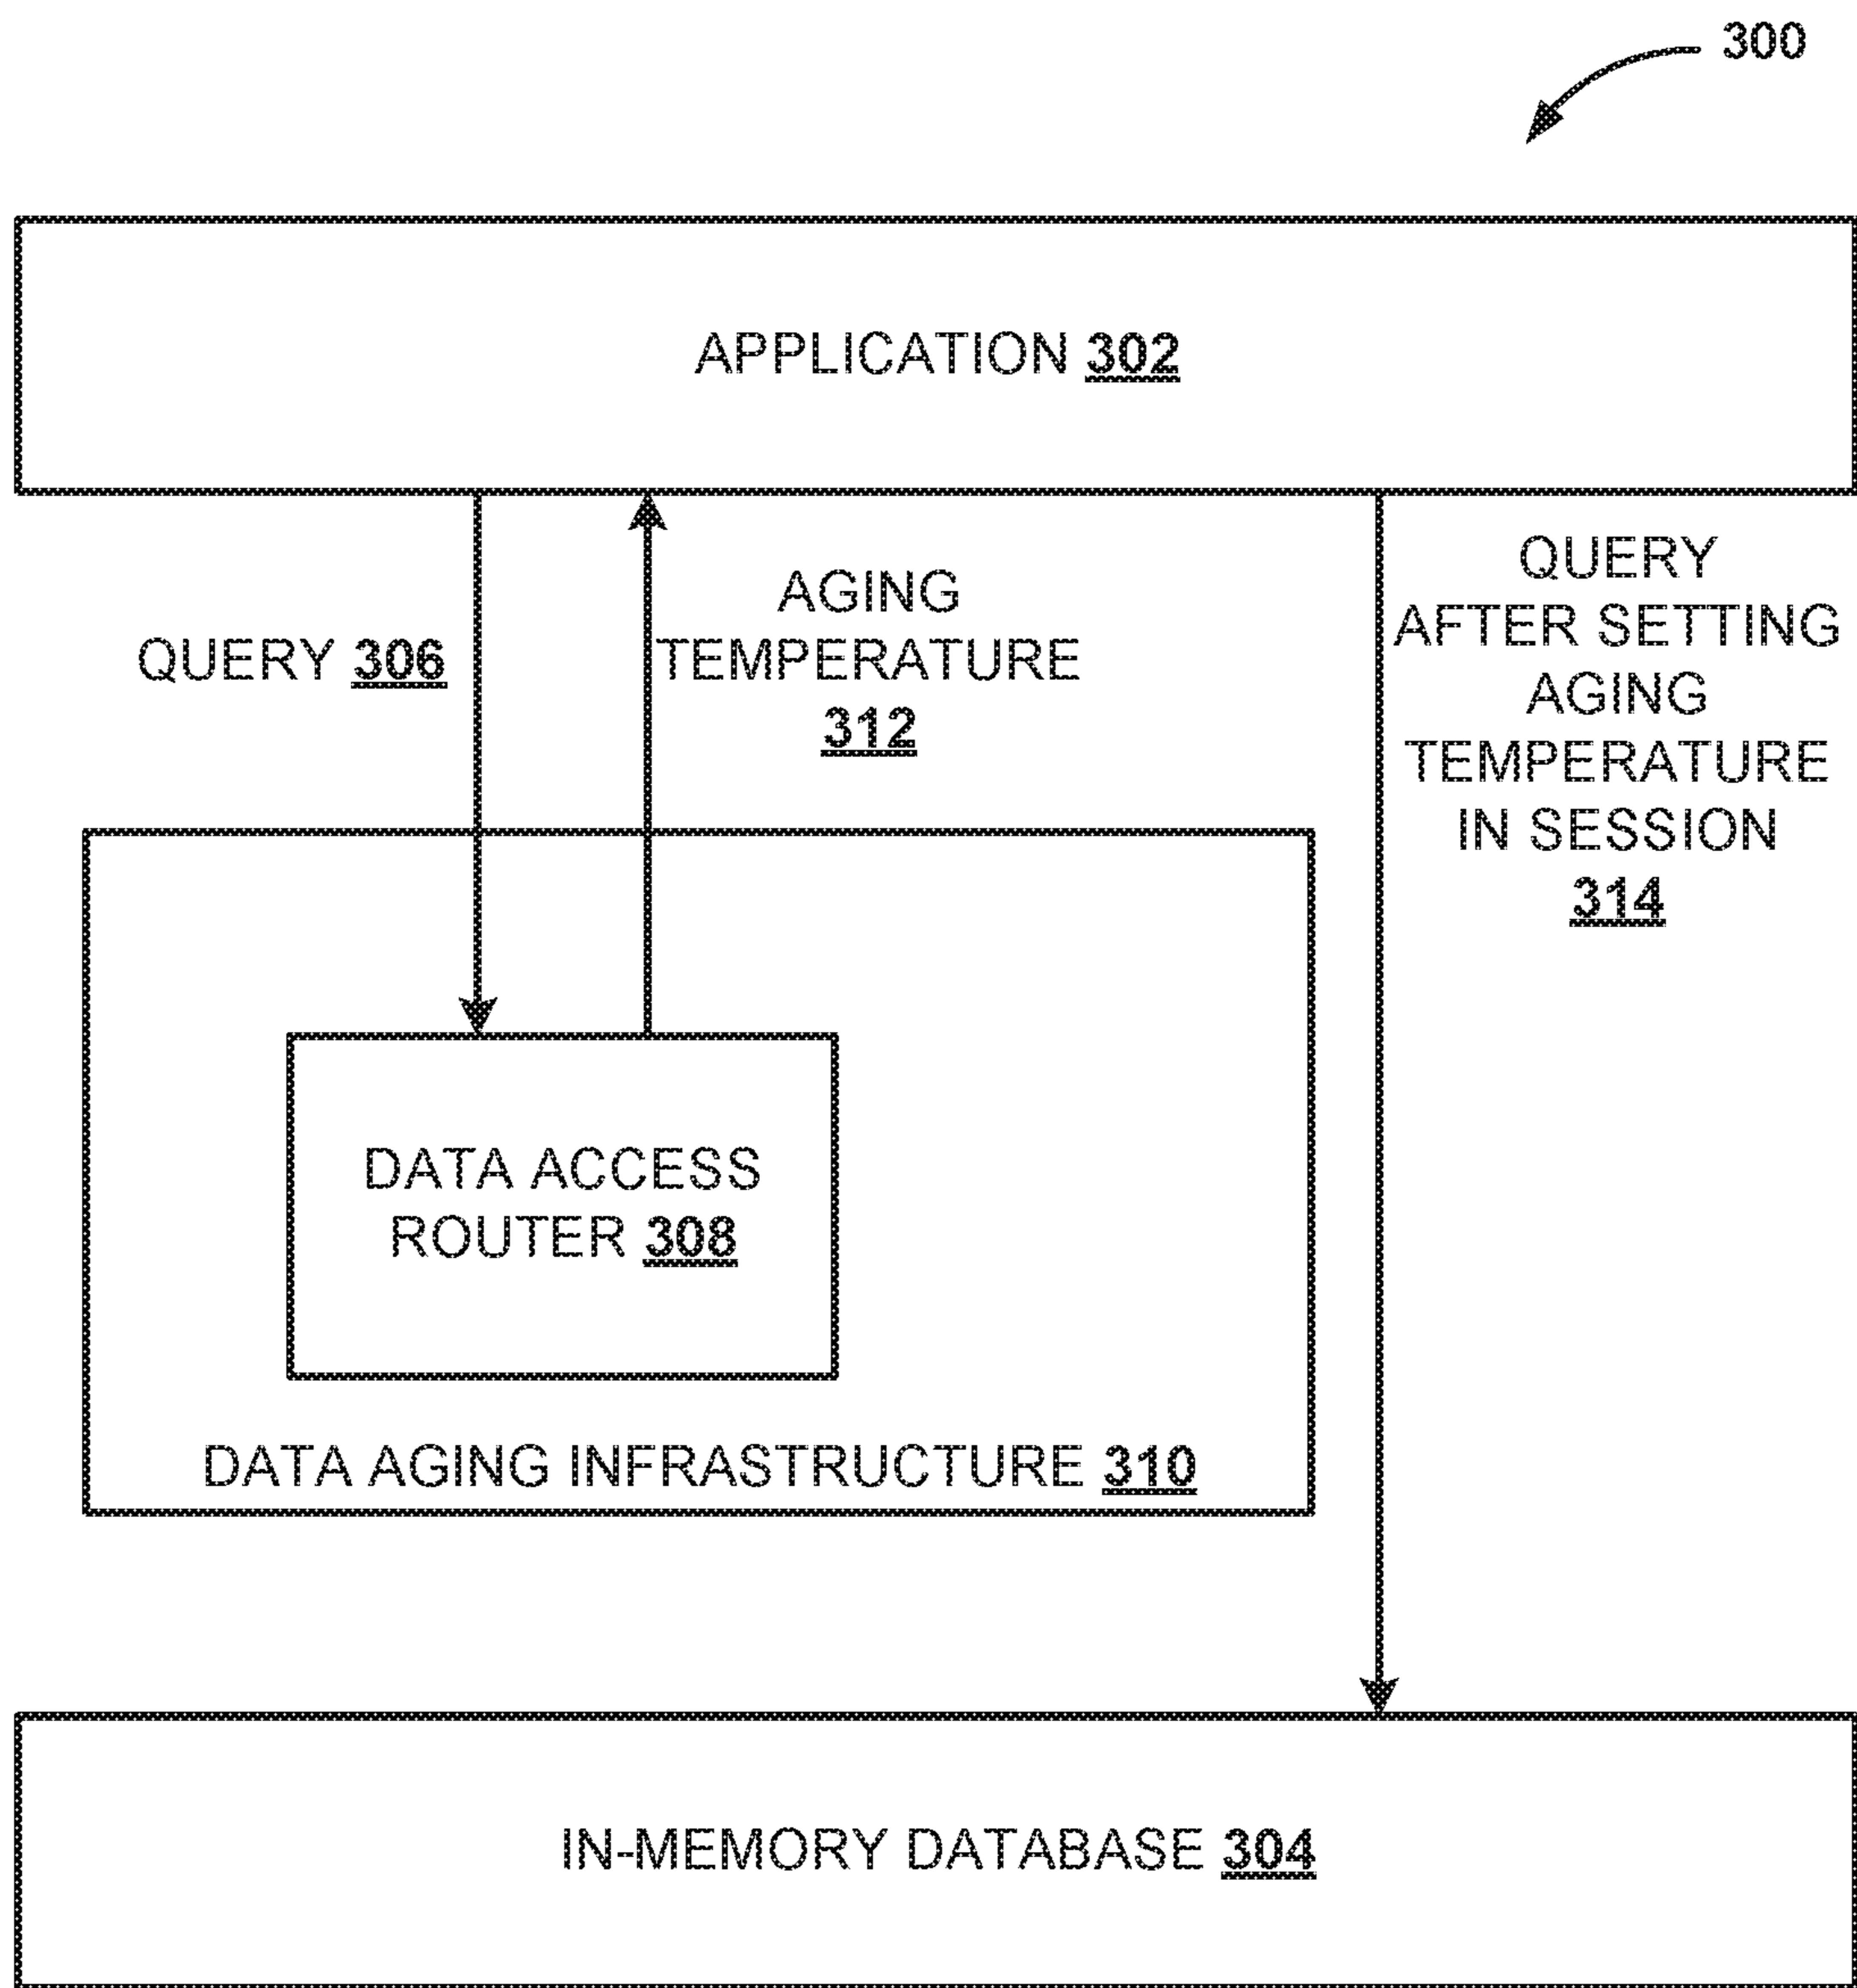 300
APPLICATION 302
QUERY 306
AGING
TEMPERATURE
312
QUERY
AFTER SETTING
AGING
TEMPERATURE
IN SESSION
314
DATA ACCESS
ROUTER 308
DATA AGING INFRASTRUCTURE 310
IN-MEMORY DATABASE 304